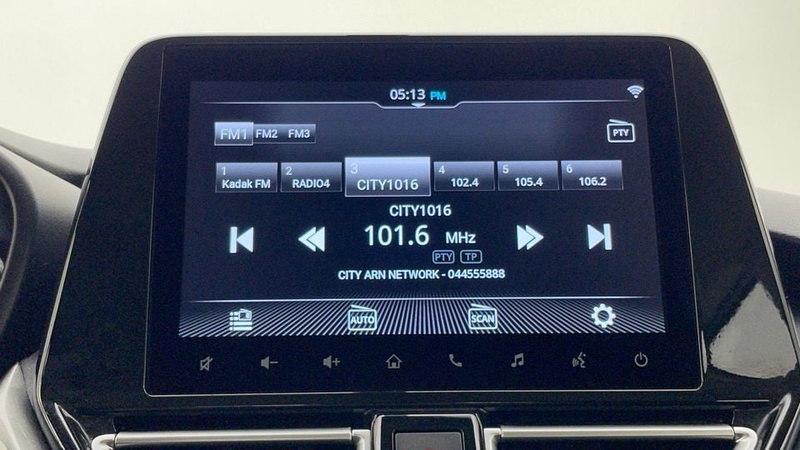 05:13 PM
FM1 FM2 FM3
PTY
1 Kadak FM
2 RADIO4
3 CITY1016
4 102.4
5 105.4
6 106.2
CITY1016
101.6 MHz
PTY TP
CITY ARN NETWORK - 044555888
AUTO SCAN